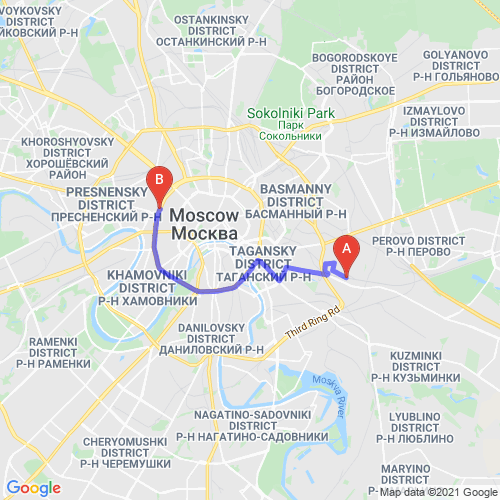 VOYKOVSKY
DISTRICT
ЙКОВСКИЙ Р-Н
OSTANKINSKY
DISTRICT
ОСТАНКИНСКИЙ Р-Н
GOLYANOVO
DISTRICT
Р-Н ГОЛЬЯНОВО
BOGORODSKOYE
DISTRICT
РАЙОН
БОГОРОДСКОЕ
Sokolniki Park
Парк
Сокольники
IZMAYLOVO
DISTRICT
Р-Н ИЗМАЙЛОВО
KHOROSHYOVSKY
DISTRICT
ХОРОШЁВСКИЙ
РАЙОН
PRESNENSKY
DISTRICT
ПРЕСНЕНСКИЙ Р-Н
B
BASMANNY
DISTRICT
БАСМАННЫЙ Р-Н
Moscow
Москва
A
PEROVO DISTRICT
Р-Н ПЕРОВО
TAGANSKY
DISTRICT
ТАГАНСКИЙ Р-Н
KHAMOVNIKI
DISTRICT
Р-Н ХАМОВНИКИ
DANILOVSKY
DISTRICT
ДАНИЛОВСКИЙ Р-Н
Third Ring Rd
RAMENKI
DISTRICT
Р-Н РАМЕНКИ
KUZMINKI
DISTRICT
Р-Н КУЗЬМИНКИ
Moskva
River
NAGATINO-SADOVNIKI
DISTRICT
Р-Н НАГАТИНО-САДОВНИКИ
LYUBLINO
DISTRICT
Р-Н ЛЮБЛИНО
CHERYOMUSHKI
DISTRICT
Р-Н ЧЕРЕМУШКИ
MARYINO
DISTRICT
Google
Map data ©2021 Google